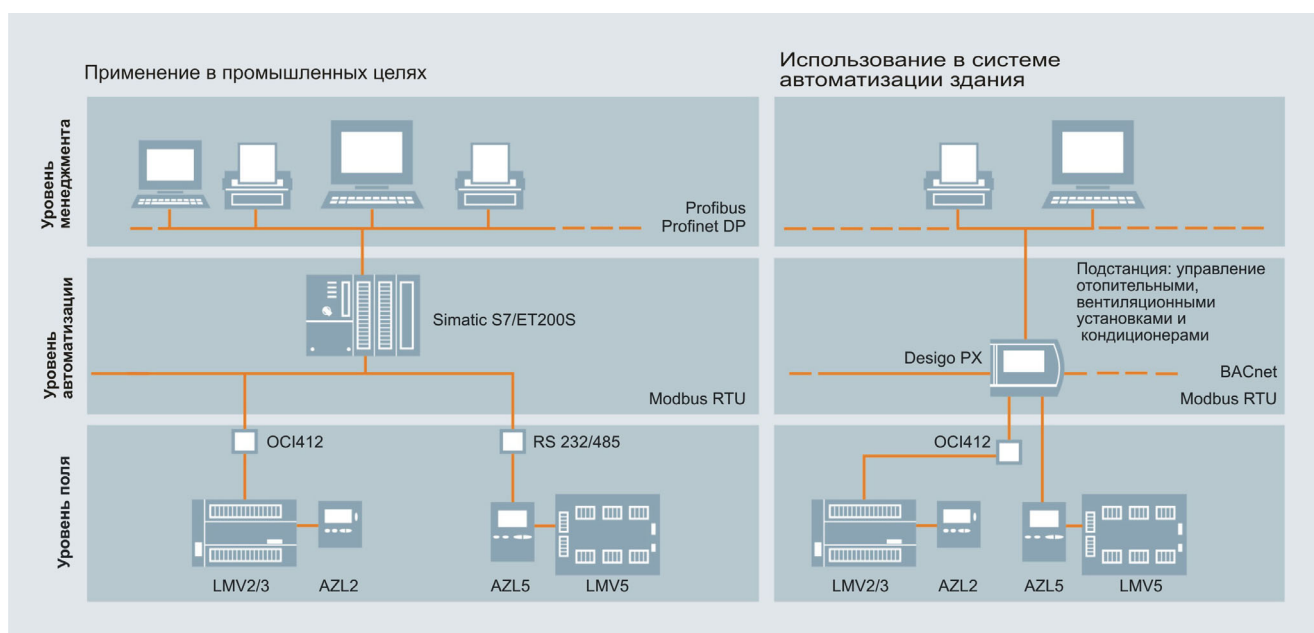 Применение в промышленных целях
Использование в системе
автоматизации здания
Уровень
менеджмента
Profibus
Profinet DP
Уровень
автоматизации
Simatic S7/ET200S
Modbus RTU
Подстанция: управление
отопительными,
вентиляционными
установками и
кондиционерами
Desigo PX
BACnet
Modbus RTU
Уровень поля
OCI412
RS 232/485
LMV2/3
AZL2
AZL5
LMV5
OCI412
LMV2/3
AZL2
AZL5
LMV5